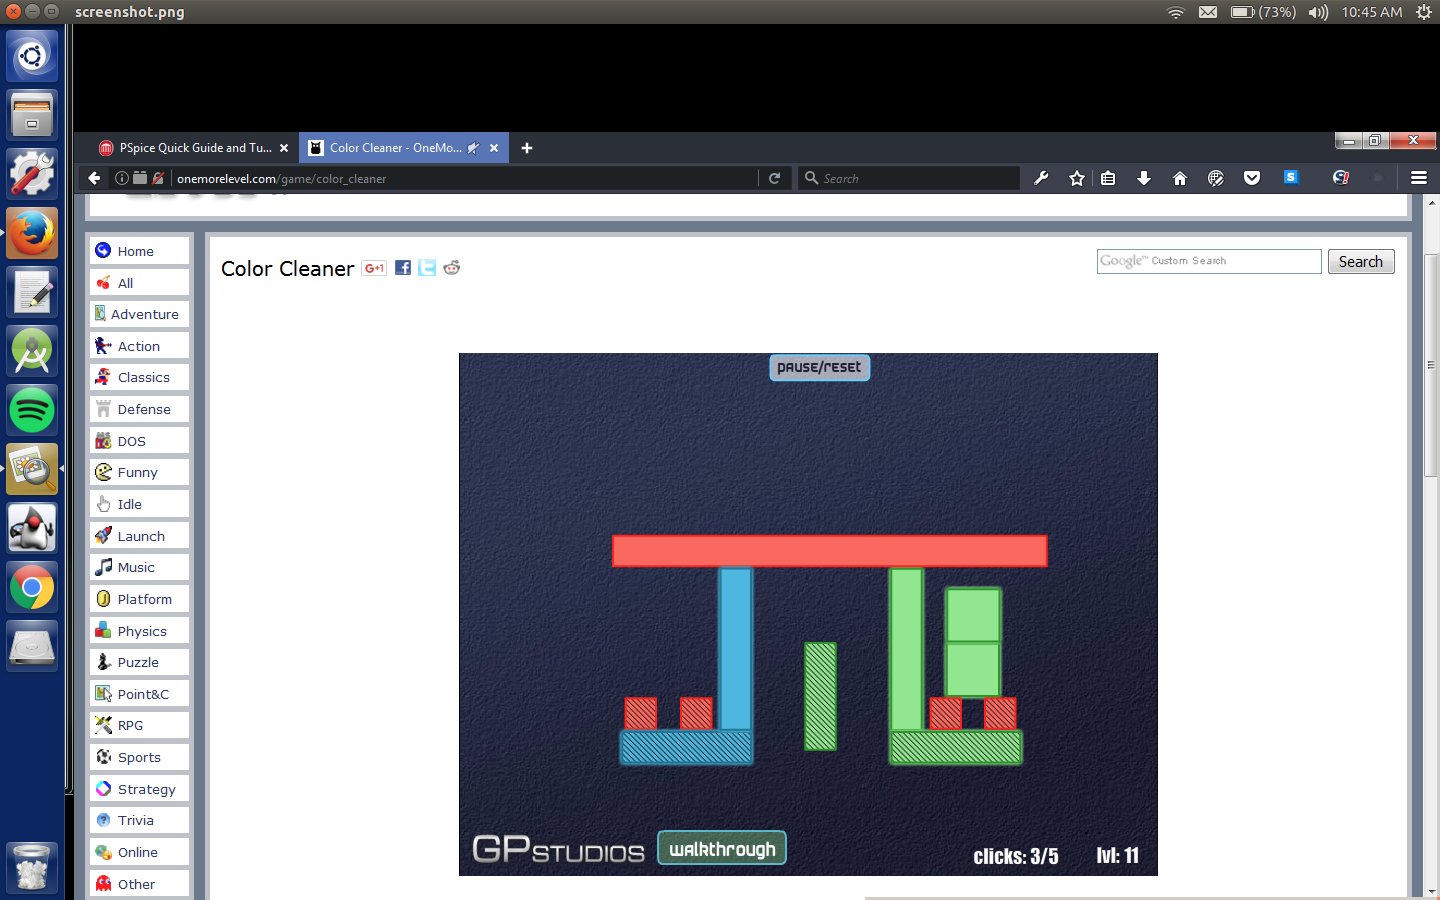 screenshot.png
(73%)
10:45 AM
PSpice Quick Guide and Tu...
Color Cleaner - OneMo...
onemorelevel.com/game/color_cleaner
Search
Home
All
Adventure
Action
Classics
Defense
DOS
Funny
Idle
Launch
Music
Platform
Physics
Puzzle
Point&C
RPG
Sports
Strategy
Trivia
Online
Other
Color Cleaner
G+1
Google™ Custom Search
Search
pause/reset
GP STUDIOS
walkthrough
clicks: 3/5
lvl: 11